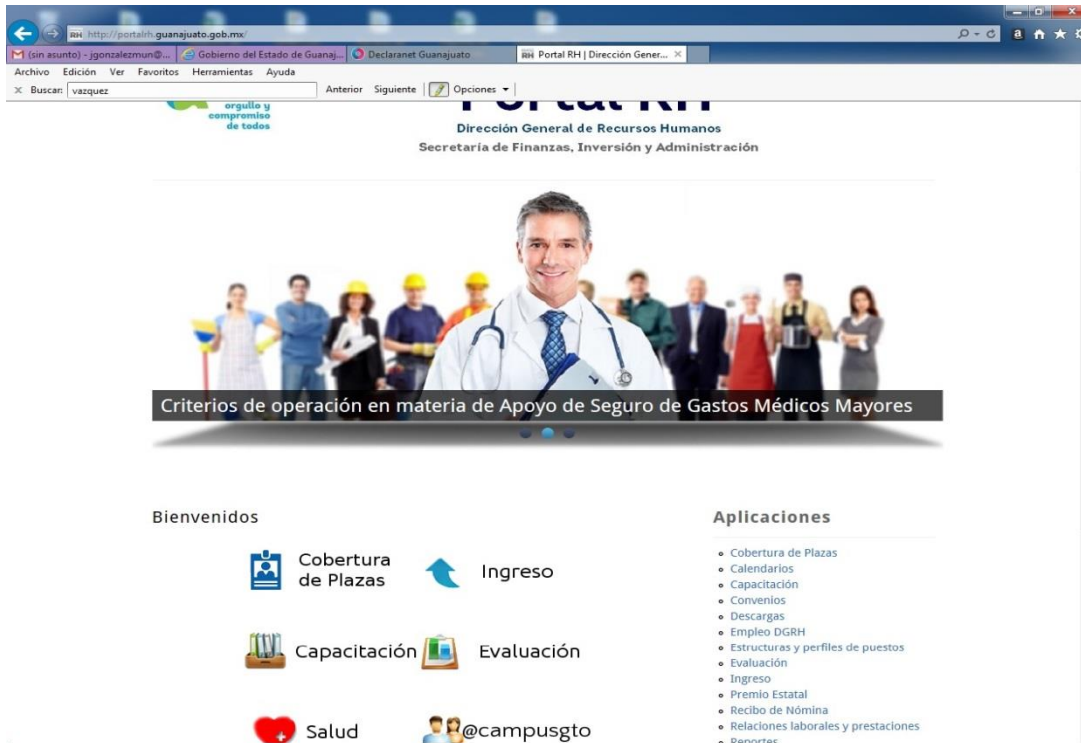 http://portalrh.guanajuato.gob.mx/
(sin asunto) - jgonzalezmun@...
Gobierno del Estado de Guanaj...
Declaranet Guanajuato
RH Portal RH | Dirección Gener...
Archivo Edición Ver Favoritos Herramientas Ayuda
Buscar: vazquez Anterior Siguiente Opciones
orgullo y
compromiso
de todos
Portal RH
Dirección General de Recursos Humanos
Secretaría de Finanzas, Inversión y Administración
Criterios de operación en materia de Apoyo de Seguro de Gastos Médicos Mayores
Bienvenidos
Cobertura
de Plazas
Ingreso
Capacitación
Evaluación
Salud
@campusgto
Aplicaciones
Cobertura de Plazas
Calendarios
Capacitación
Convenios
Descargas
Empleo DGRH
Estructuras y perfiles de puestos
Evaluación
Ingreso
Premio Estatal
Recibo de Nómina
Relaciones laborales y prestaciones
Reportes